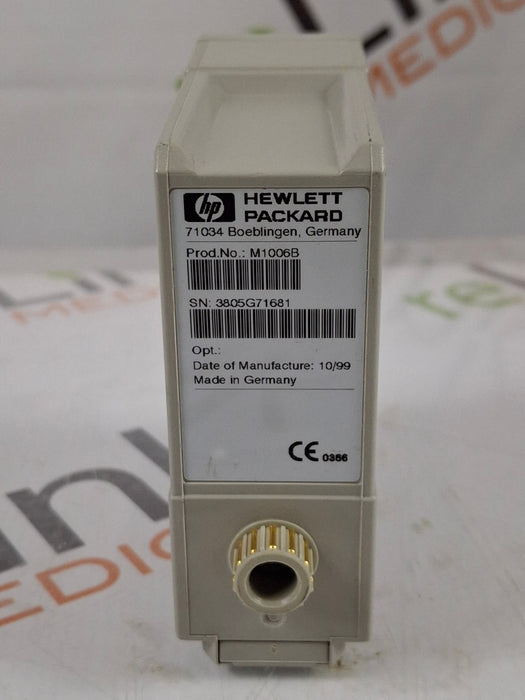 hp HEWLETT
PACKARD
71034 Boeblingen, Germany
Prod.No.: M1006B
SN: 3805G71681
Opt.:
Date of Manufacture: 10/99
Made in Germany
CE 0366